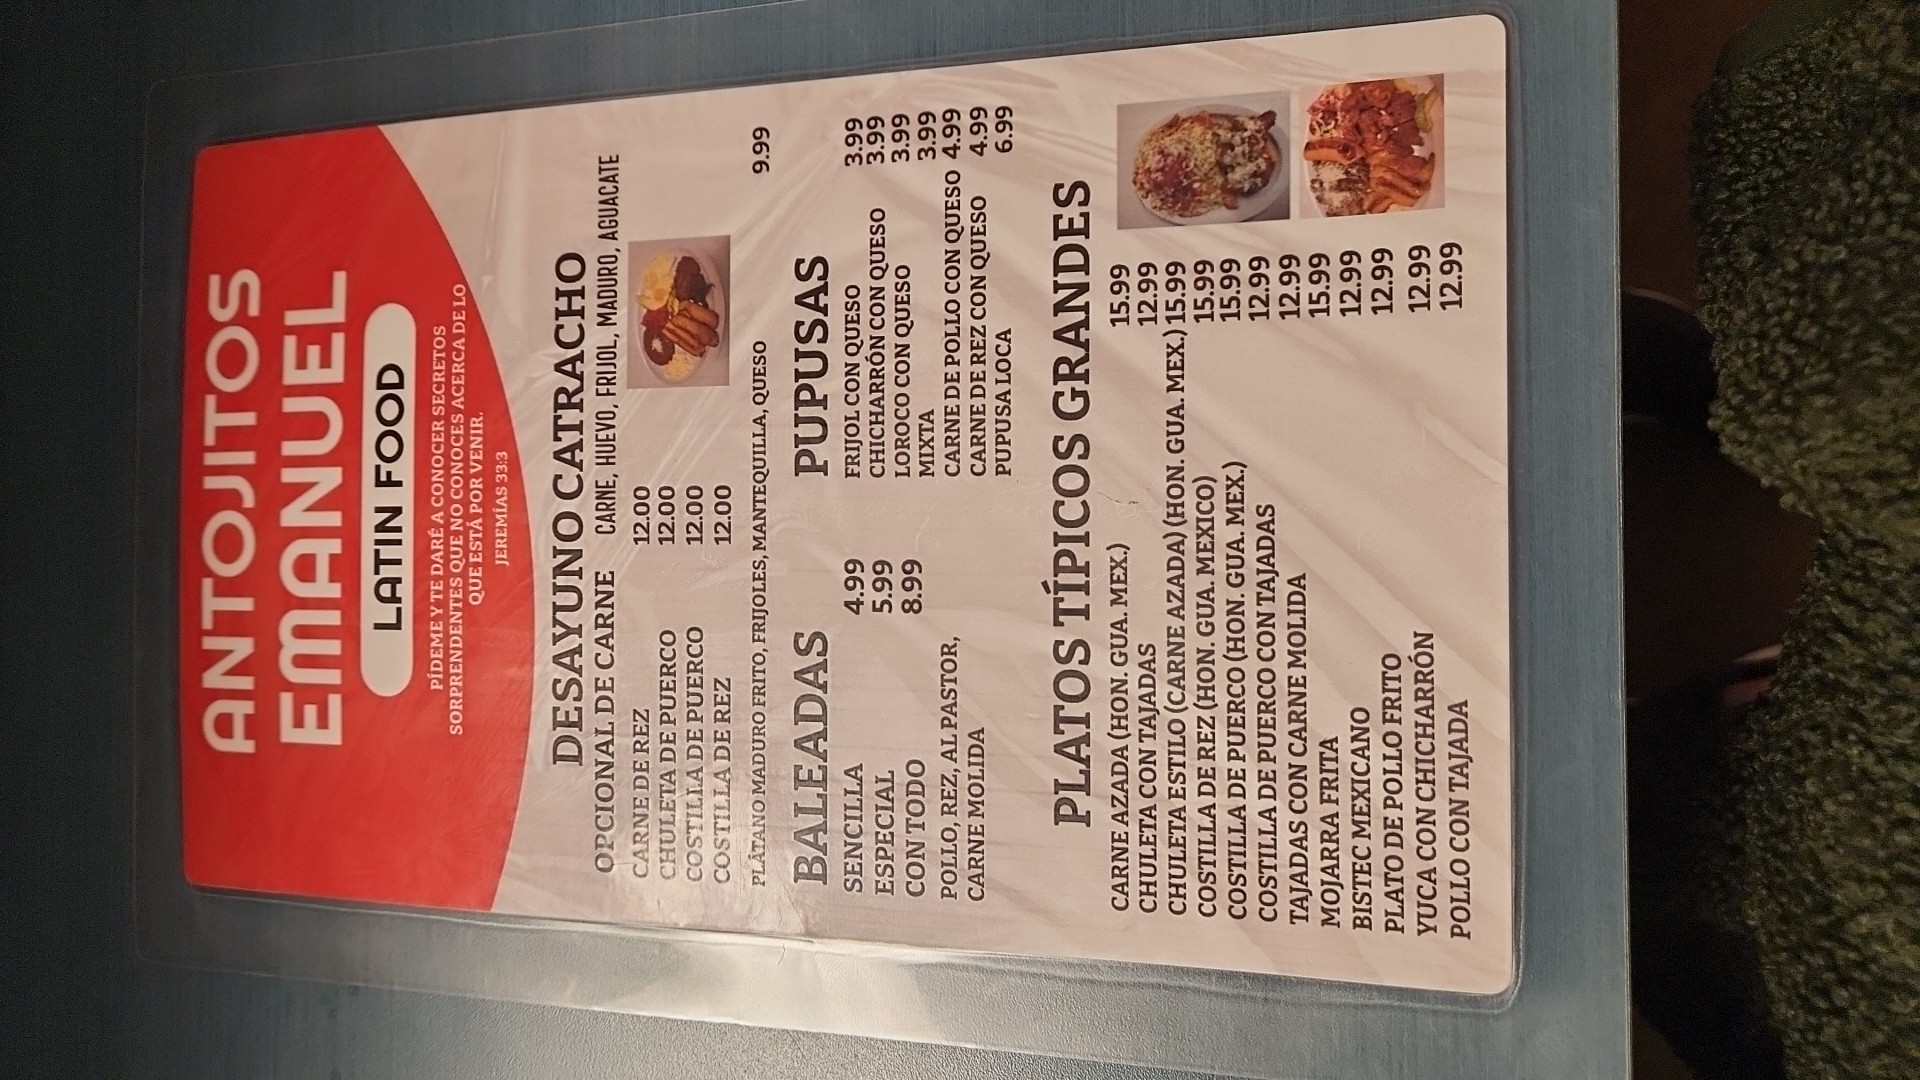 ANTOJITOS
EMANUEL
LATIN FOOD
PÍDEME Y TE DARÉ A CONOCER SECRETOS
SORPRENDENTES QUE NO CONOCES ACERCA DE LO
QUE ESTÁ POR VENIR.
JEREMÍAS 33:3
DESAYUNO CATRACHO
OPCIONAL DE CARNE CARNE, HUEVO, FRIJOL, MADURO, AGUACATE
CARNE DE REZ 12.00
CHULETA DE PUERCO 12.00
COSTILLA DE PUERCO 12.00
COSTILLA DE REZ 12.00
PLÁTANO MADURO FRITO, FRIJOLES, MANTEQUILLA, QUESO 9.99
BALEADAS
SENCILLA 4.99
ESPECIAL 5.99
CON TODO 8.99
POLLO, REZ, AL PASTOR,
CARNE MOLIDA
PUPUSAS
FRIJOL CON QUESO 3.99
CHICHARRÓN CON QUESO 3.99
LOROCO CON QUESO 3.99
MIXTA 3.99
CARNE DE POLLO CON QUESO 4.99
CARNE DE REZ CON QUESO 4.99
PUPUSA LOCA 6.99
PLATOS TÍPICOS GRANDES
CARNE AZADA (HON. GUA. MEX.) 15.99
CHULETA CON TAJADAS 12.99
CHULETA ESTILO (CARNE AZADA) (HON. GUA. MEX.) 15.99
COSTILLA DE REZ (HON. GUA. MEXICO) 15.99
COSTILLA DE PUERCO (HON. GUA. MEX.) 15.99
COSTILLA DE PUERCO CON TAJADAS 12.99
TAJADAS CON CARNE MOLIDA 12.99
MOJARRA FRITA 15.99
BISTEC MEXICANO 12.99
PLATO DE POLLO FRITO 12.99
YUCA CON CHICHARRÓN 12.99
POLLO CON TAJADA 12.99